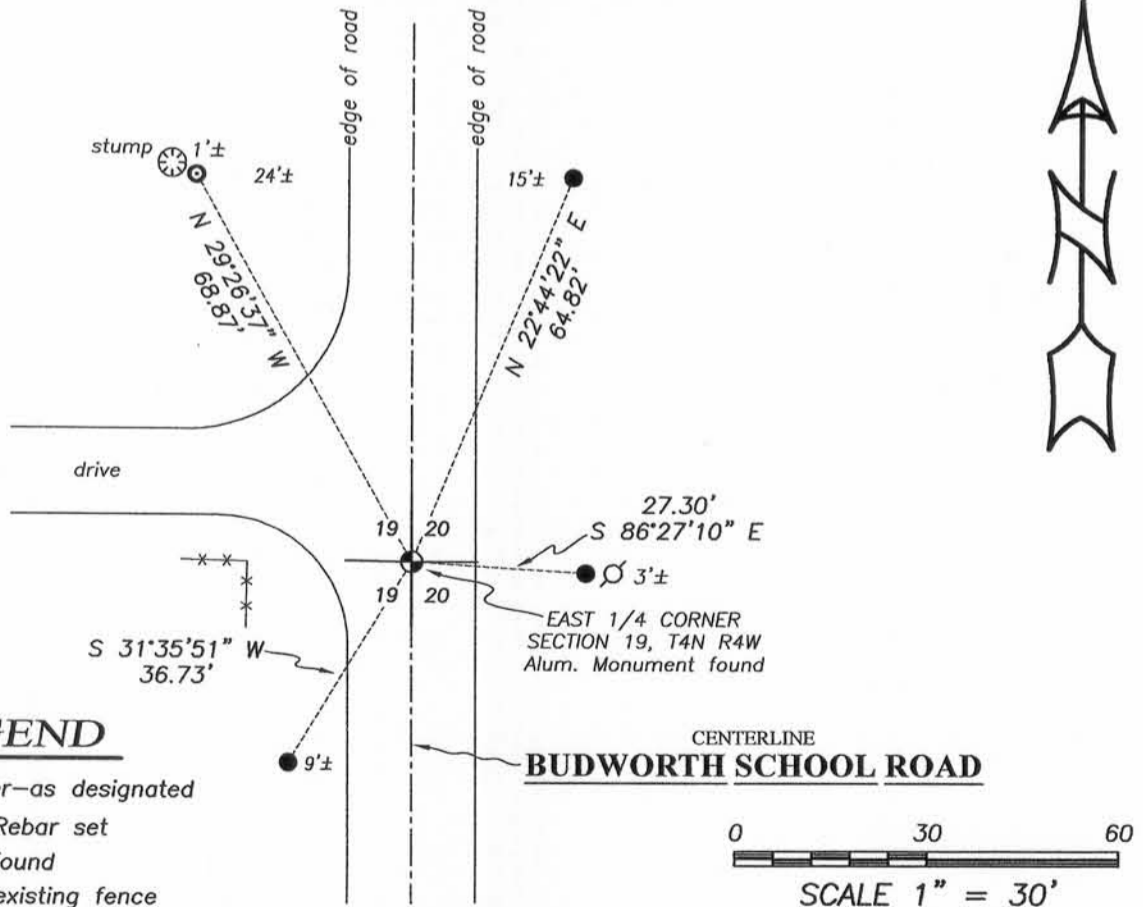 edge of road
edge of road
stump
1'±
24'±
15'±
N 29°26'37" W
68.87'
N 22°44'22" E
64.82'
N
drive
27.30'
S 86°27'10" E
19 20
3'±
19 20
EAST 1/4 CORNER
SECTION 19, T4N R4W
Alum. Monument found
S 31°35'51" W
36.73'
9'±
CENTERLINE
BUDWORTH SCHOOL ROAD
END
as designated
Rebar set
existing fence
0 30 60
SCALE 1" = 30'